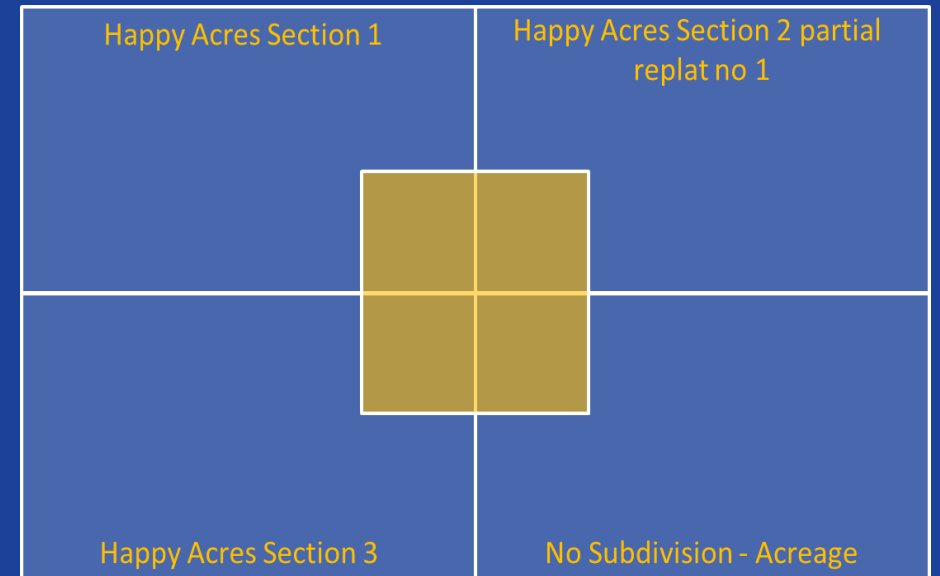 Happy Acres Section 1
Happy Acres Section 2 partial
replat no 1
Happy Acres Section 3
No Subdivision - Acreage